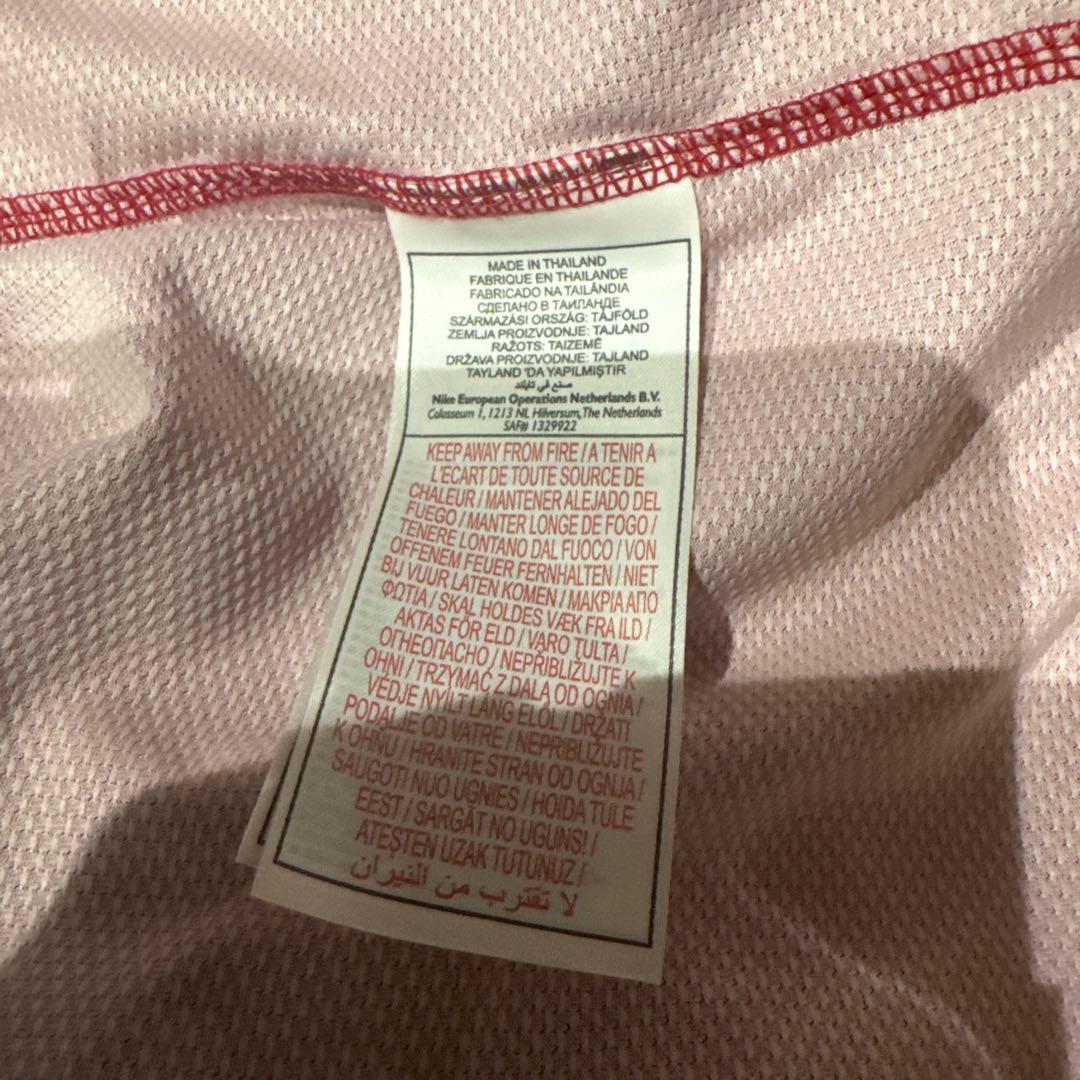 MADE IN THAILAND
FABRIQUE EN THAILANDE
FABRICADO NA TAILÂNDIA
СДЕЛАНО В ТАИЛАНДЕ
SZÁRMAZÁSI ORSZÁG: TÁJFÖLD
ZEMLJA PROIZVODNJE: TAJLAND
RAŽOTS: TAIZEMĒ
DRŽAVA PROIZVODNJE: TAJLAND
TAYLAND 'DA YAPILMIŞTIR
صنع في تايلند
Nike European Operations Netherlands B.V.
Colosseum 1, 1213 NL Hilversum, The Netherlands
SAF# 1329922
KEEP AWAY FROM FIRE / A TENIR A
L'ECART DE TOUTE SOURCE DE
CHALEUR / MANTENER ALEJADO DEL
FUEGO / MANTER LONGE DE FOGO /
TENERE LONTANO DAL FUOCO / VON
OFFENEM FEUER FERNHALTEN / NIET
BIJ VUUR LATEN KOMEN / ΜΑΚΡΙΑ ΑΠΟ
ΦΩΤΙΑ / SKAL HOLDES VÆK FRA ILD /
AKTAS FÖR ELD / VARO TULTA /
ОГНЕОПАСНО / NEPŘIBLIŽUJTE K
OHNI / TRZYMAĆ Z DALA OD OGNIA /
VÉDJE NYÍLT LÁNG ELŐL / DRŽATI
PODALJE OD VATRE / NEPRIBLIŽUJTE
K OHŇU / HRANITE STRAN OD OGNJA /
SAUGOTI NUO UGNIES / HOIDA TULE
EEST / SARGĀT NO UGUNS! /
ATEŞTEN UZAK TUTUNUZ /
لا تقترب من النيران